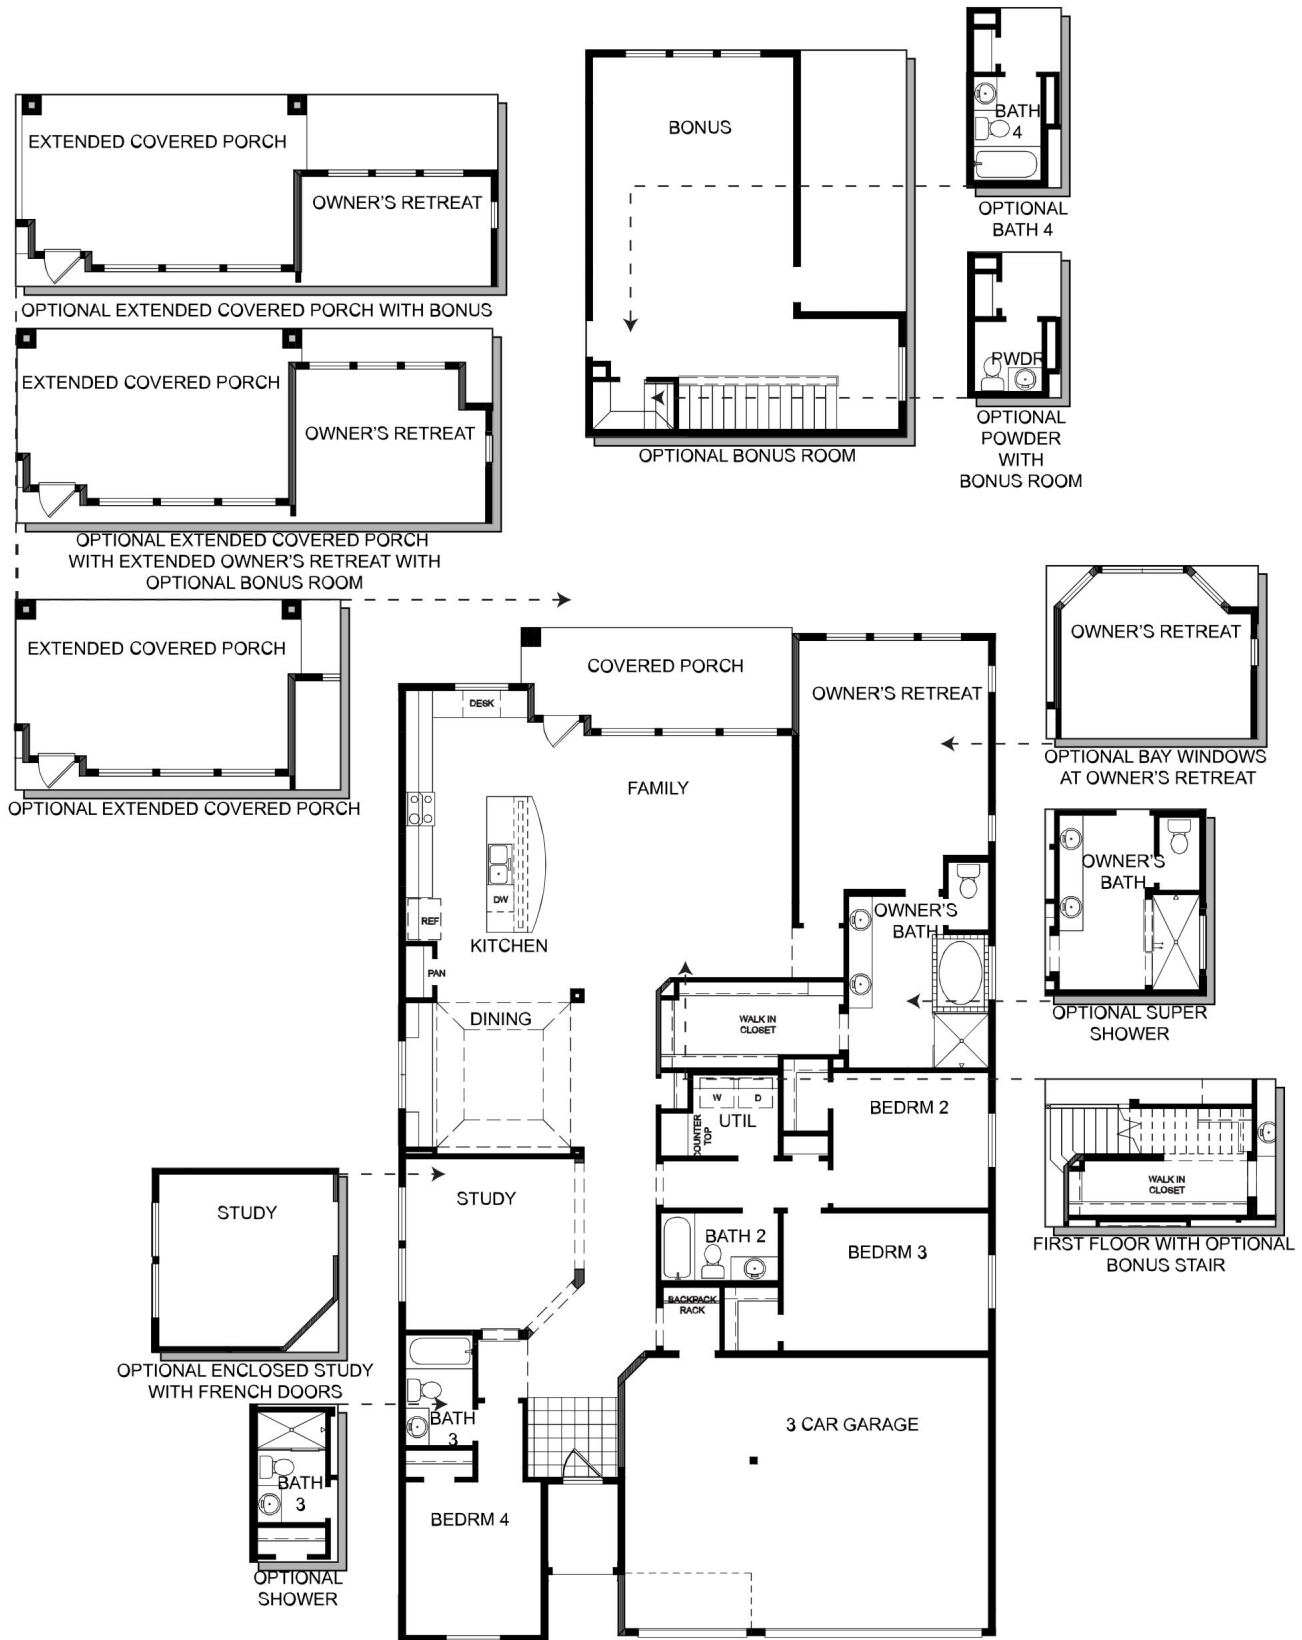 BONUS
OPTIONAL BONUS ROOM
BATH
4
OPTIONAL
BATH 4
PWDR
OPTIONAL
POWDER
WITH
BONUS ROOM
EXTENDED COVERED PORCH
OWNER'S RETREAT
OPTIONAL EXTENDED COVERED PORCH WITH BONUS
EXTENDED COVERED PORCH
OWNER'S RETREAT
OPTIONAL EXTENDED COVERED PORCH
WITH EXTENDED OWNER'S RETREAT WITH
OPTIONAL BONUS ROOM
EXTENDED COVERED PORCH
OPTIONAL EXTENDED COVERED PORCH
COVERED PORCH
OWNER'S RETREAT
DESK
FAMILY
DW
REF
KITCHEN
PAN
DINING
OWNER'S
BATH
WALK IN
CLOSET
W
D
UTIL
COUNTER
TOP
BEDRM 2
STUDY
BATH 2
BEDRM 3
BACKPACK
RACK
BATH
3
3 CAR GARAGE
BEDRM 4
OWNER'S RETREAT
OPTIONAL BAY WINDOWS
AT OWNER'S RETREAT
OWNER'S
BATH
OPTIONAL SUPER
SHOWER
WALK IN
CLOSET
FIRST FLOOR WITH OPTIONAL
BONUS STAIR
STUDY
OPTIONAL ENCLOSED STUDY
WITH FRENCH DOORS
BATH
3
OPTIONAL
SHOWER